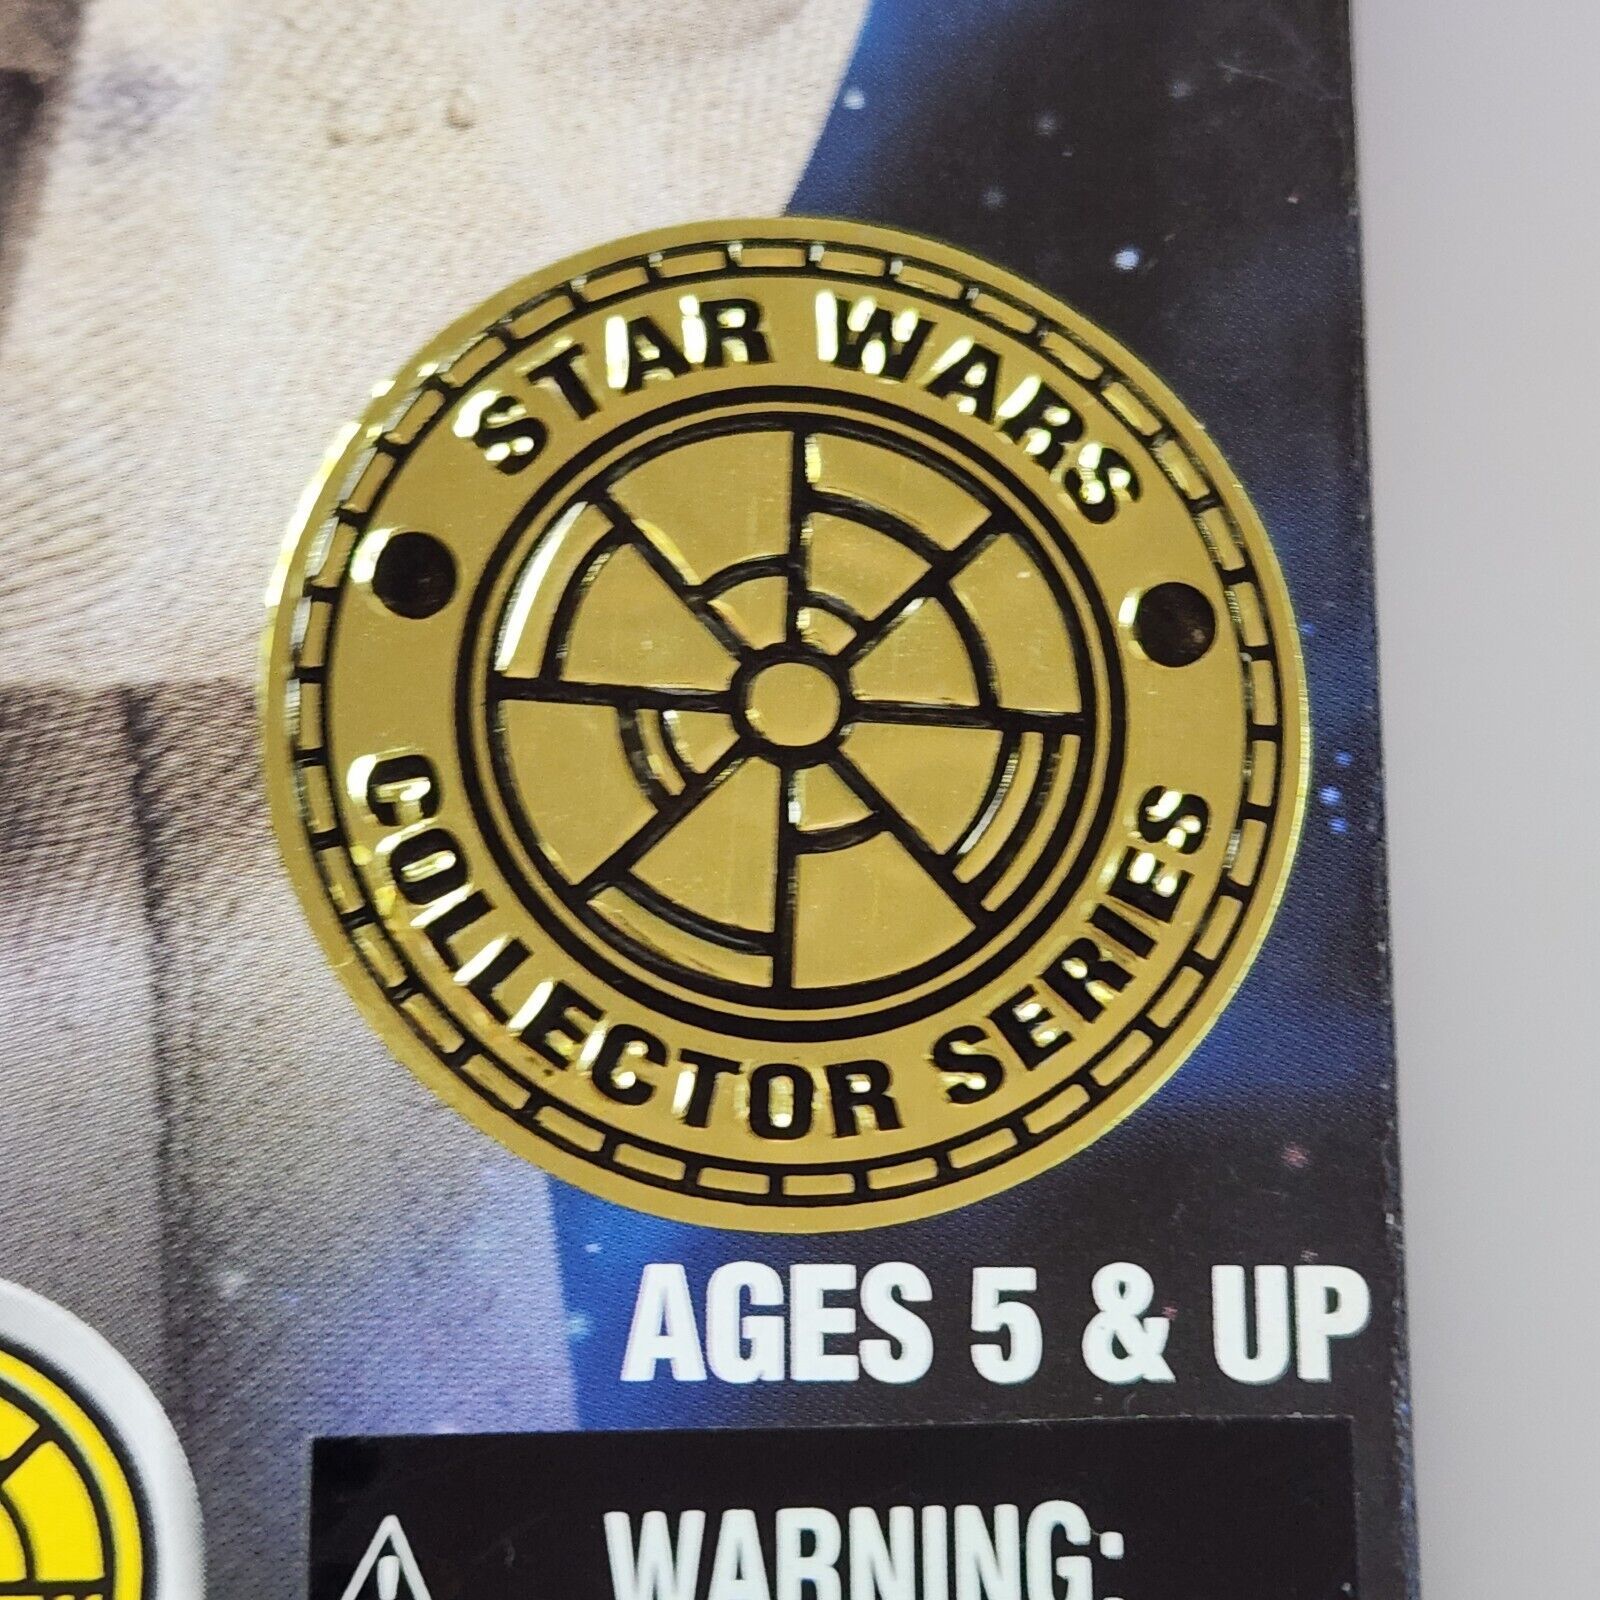 STAR WARS
COLLECTOR SERIES
AGES 5 & UP
WARNING: